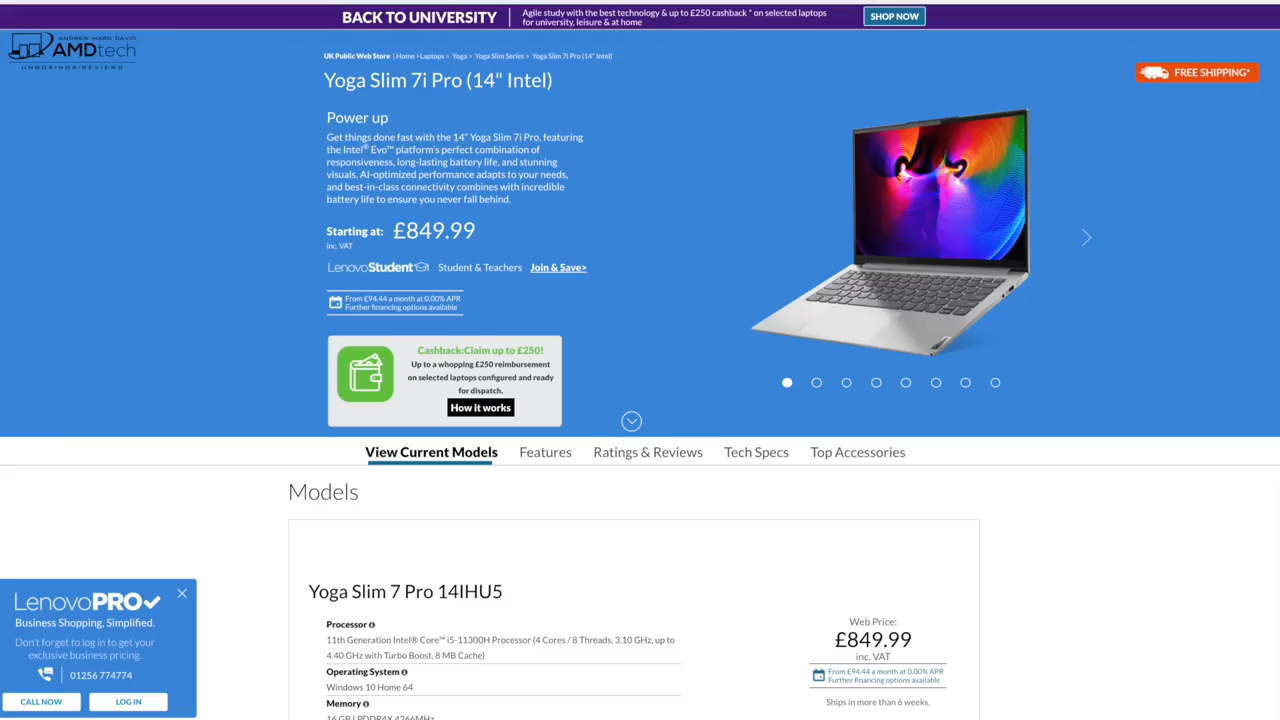 BACK TO UNIVERSITY
Agile study with the best technology & up to £250 cashback * on selected laptops
for university, leisure & at home
SHOP NOW
ANDREW MARC DAVID
AMDtech
UNBOXINGS/REVIEWS
UK Public Web Store | Home > Laptops > Yoga > Yoga Slim Series > Yoga Slim 7i Pro (14" Intel)
Yoga Slim 7i Pro (14" Intel)
FREE SHIPPING*
Power up
Get things done fast with the 14” Yoga Slim 7i Pro, featuring
the Intel® Evo™ platform's perfect combination of
responsiveness, long-lasting battery life, and stunning
visuals. AI-optimized performance adapts to your needs,
and best-in-class connectivity combines with incredible
battery life to ensure you never fall behind.
Starting at: £849.99
inc. VAT
LenovoStudent Student & Teachers Join & Save>
From £94.44 a month at 0.00% APR
Further financing options available
Cashback:Claim up to £250!
Up to a whopping £250 reimbursement
on selected laptops configured and ready
for dispatch.
How it works
View Current Models Features Ratings & Reviews Tech Specs Top Accessories
Models
Yoga Slim 7 Pro 14IHU5
Processor
11th Generation Intel® Core™ i5-11300H Processor (4 Cores / 8 Threads, 3.10 GHz, up to
4.40 GHz with Turbo Boost, 8 MB Cache)
Operating System
Windows 10 Home 64
Memory
16 GB LPDDR4X 4266MHz
Web Price:
£849.99
inc. VAT
From £94.44 a month at 0.00% APR
Further financing options available
Ships in more than 6 weeks.
LenovoPRO
Business Shopping, Simplified.
Don't forget to log in to get your
exclusive business pricing.
01256 774774
CALL NOW
LOG IN